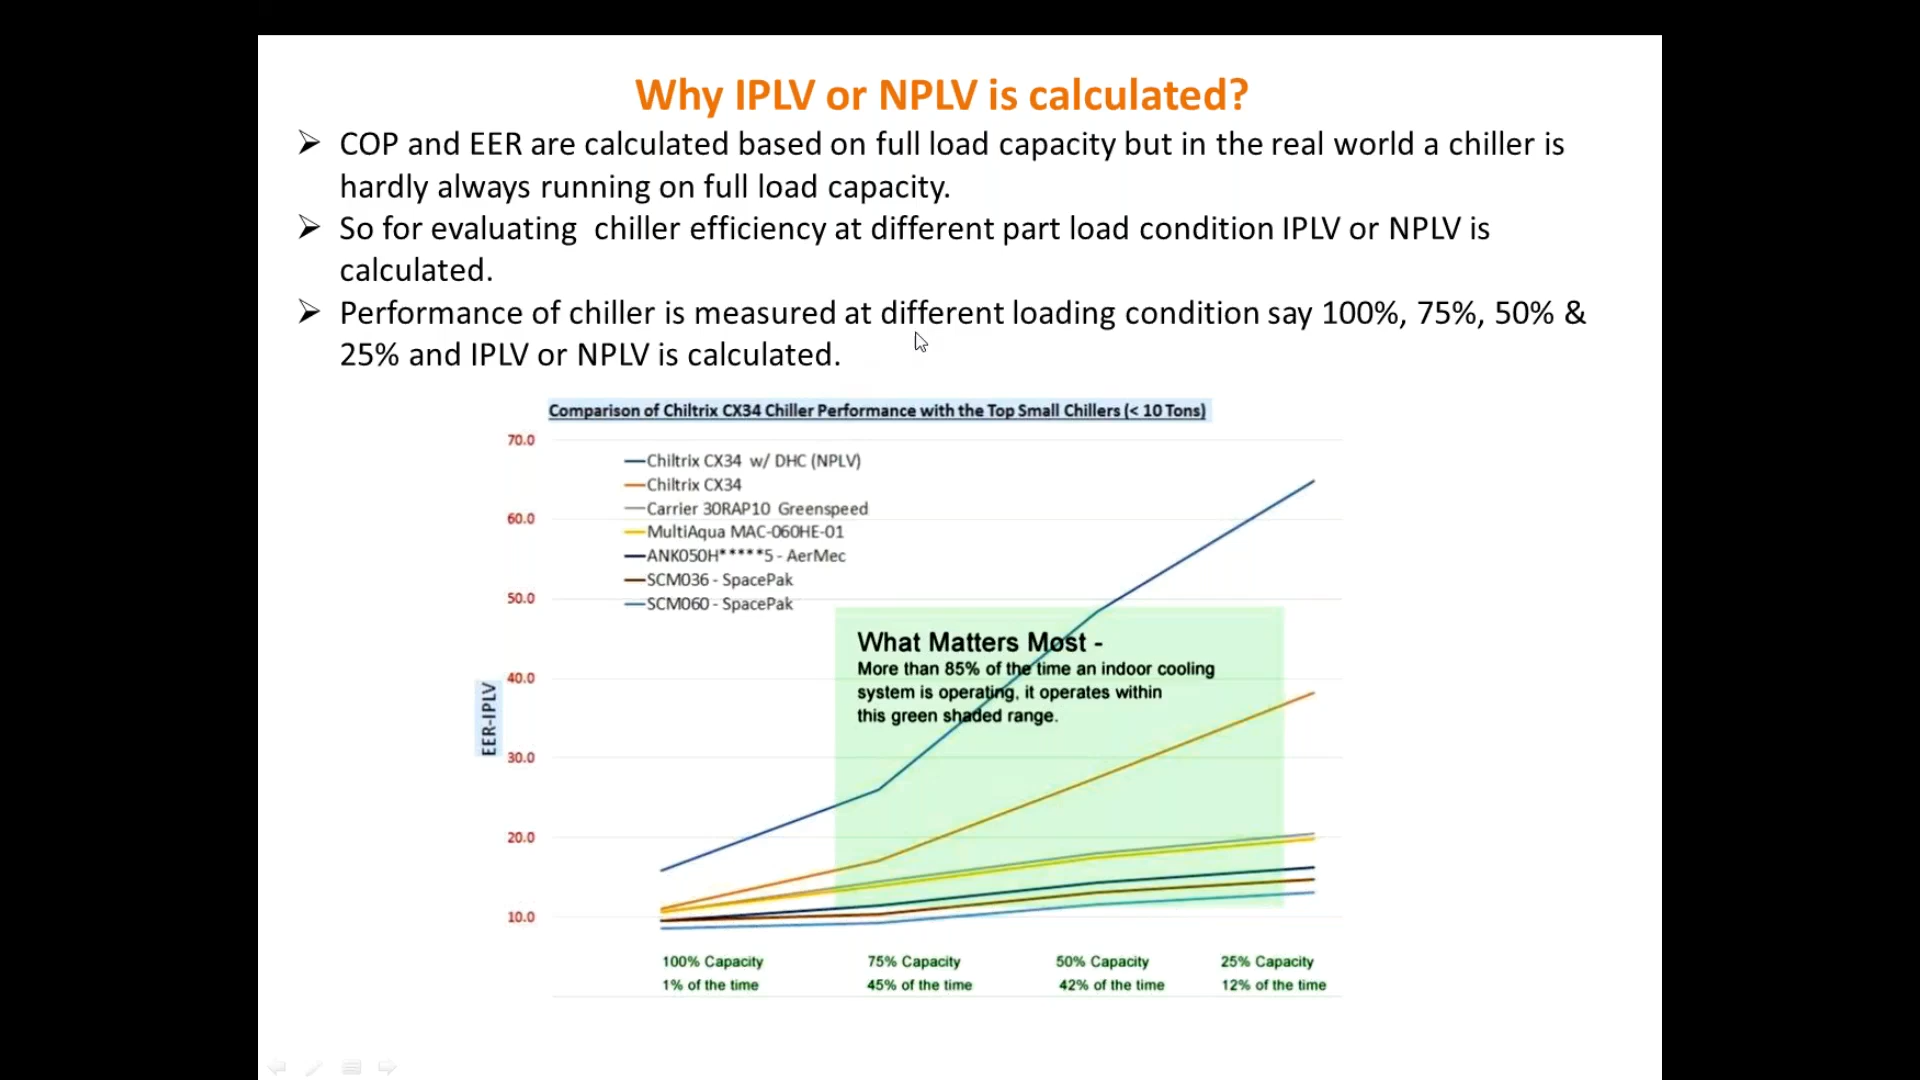 Why IPLV or NPLV is calculated?
➢ COP and EER are calculated based on full load capacity but in the real world a chiller is
hardly always running on full load capacity.
➢ So for evaluating  chiller efficiency at different part load condition IPLV or NPLV is
calculated.
➢ Performance of chiller is measured at different loading condition say 100%, 75%, 50% &
25% and IPLV or NPLV is calculated.
Comparison of Chiltrix CX34 Chiller Performance with the Top Small Chillers (< 10 Tons)
70.0
Chiltrix CX34 w/ DHC (NPLV)
Chiltrix CX34
Carrier 30RAP10 Greenspeed
60.0
MultiAqua MAC-060HE-01
ANK050H*****5 - AerMec
SCM036 - SpacePak
50.0
SCM060 - SpacePak
What Matters Most -
More than 85% of the time an indoor cooling
system is operating, it operates within
this green shaded range.
40.0
EER-IPLV
30.0
20.0
10.0
100% Capacity 75% Capacity 50% Capacity 25% Capacity
1% of the time 45% of the time 42% of the time 12% of the time